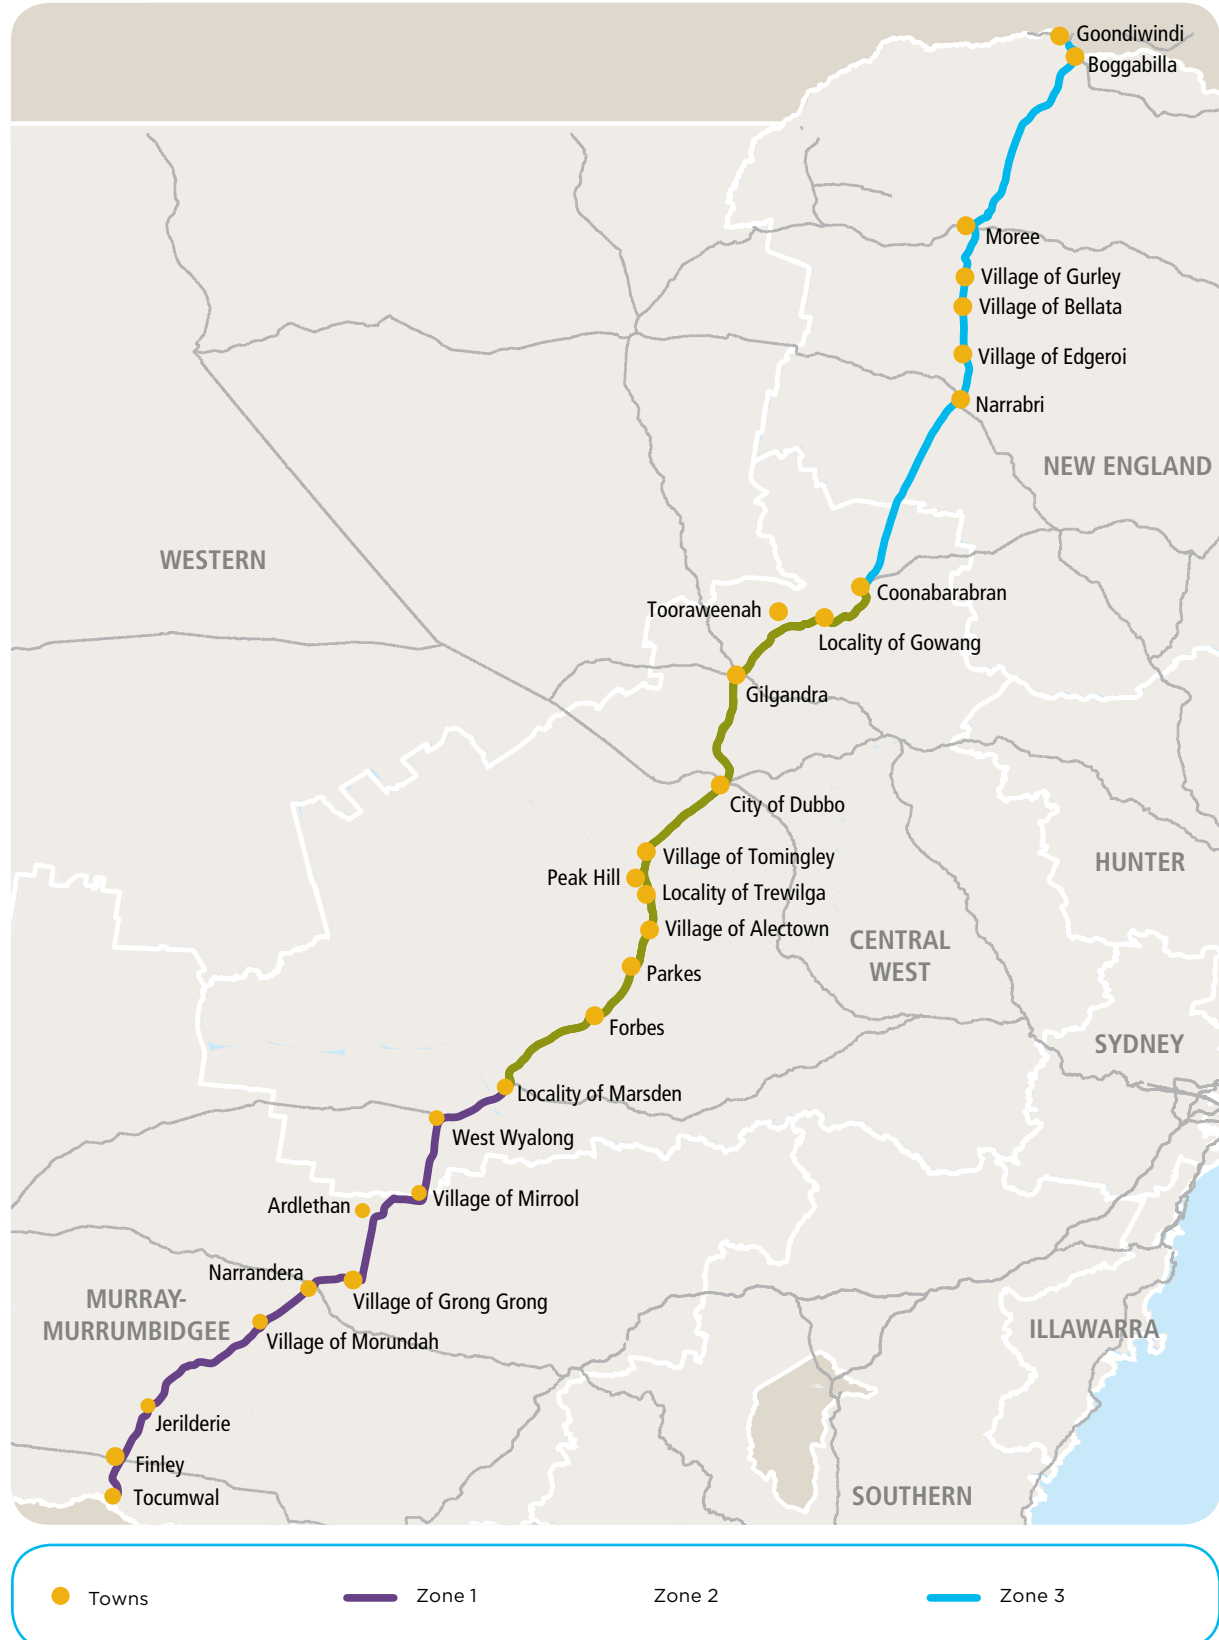 Goondiwindi
Boggabilla
Moree
Village of Gurley
Village of Bellata
Village of Edgeroi
Narrabri
NEW ENGLAND
WESTERN
Coonabarabran
Tooraweenah
Locality of Gowang
Gilgandra
City of Dubbo
Village of Tomingley
HUNTER
Peak Hill
Locality of Trewilga
Village of Alectown
CENTRAL
WEST
Parkes
Forbes
SYDNEY
Locality of Marsden
West Wyalong
Village of Mirrool
Ardlethan
Narrandera
Village of Grong Grong
MURRAY-
MURRUMBIDGEE
ILLAWARRA
Village of Morundah
Jerilderie
Finley
Tocumwal
SOUTHERN
Towns
Zone 1
Zone 2
Zone 3